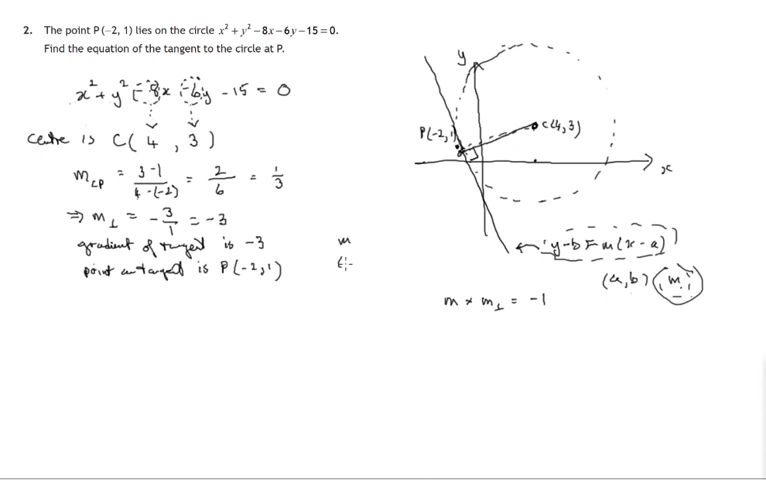 2. The point P(−2, 1) lies on the circle x² + y² − 8x − 6y − 15 = 0.
Find the equation of the tangent to the circle at P.
x² + y² − 8x − 6y − 15 = 0
Centre is C( 4 , 3 )
m_CP = 3−1 / 4−(−2) = 2/6 = 1/3
⇒ m⊥ = −3/1 = −3
gradient of tangent is −3
point on tangent is P(−2,1)
m
y
P(−2,1)
C(4,3)
x
y−b = m(x−a)
(a,b) m
m × m⊥ = −1